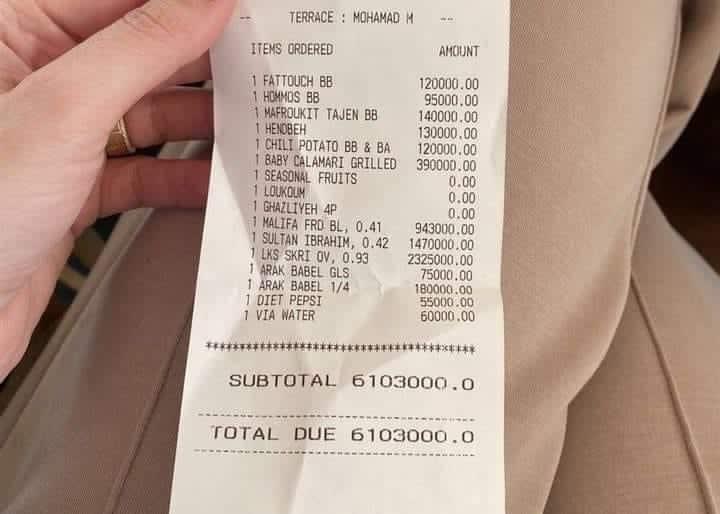 -- TERRACE : MOHAMAD M --
ITEMS ORDERED AMOUNT
1 FATTOUCH BB 120000.00
1 HOMMOS BB 95000.00
1 MAFROUKIT TAJEN BB 140000.00
1 HENDBEH 130000.00
1 CHILI POTATO BB & BA 120000.00
1 BABY CALAMARI GRILLED 390000.00
1 SEASONAL FRUITS 0.00
1 LOUKOUM 0.00
1 GHAZLIYEH 4P 0.00
1 MALIFA FRD BL, 0.41 943000.00
1 SULTAN IBRAHIM, 0.42 1470000.00
1 LKS SKRI OV, 0.93 2325000.00
1 ARAK BABEL GLS 75000.00
1 ARAK BABEL 1/4 180000.00
1 DIET PEPSI 55000.00
1 VIA WATER 60000.00
SUBTOTAL 6103000.0
TOTAL DUE 6103000.0